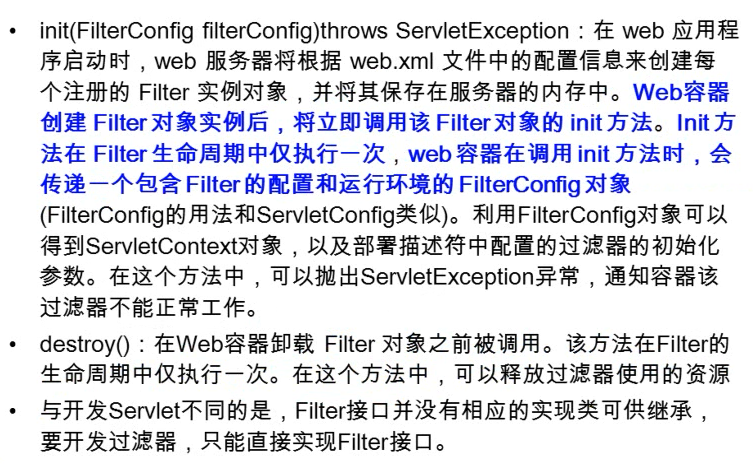 • init(FilterConfig filterConfig)throws ServletException：在 web 应用程
序启动时，web 服务器将根据 web.xml 文件中的配置信息来创建每
个注册的 Filter 实例对象，并将其保存在服务器的内存中。Web容器
创建 Filter 对象实例后，将立即调用该 Filter 对象的 init 方法。Init 方
法在 Filter 生命周期中仅执行一次，web 容器在调用 init 方法时，会
传递一个包含 Filter 的配置和运行环境的 FilterConfig 对象
(FilterConfig的用法和ServletConfig类似)。利用FilterConfig对象可以
得到ServletContext对象，以及部署描述符中配置的过滤器的初始化
参数。在这个方法中，可以抛出ServletException异常，通知容器该
过滤器不能正常工作。
• destroy()：在Web容器卸载 Filter 对象之前被调用。该方法在Filter的
生命周期中仅执行一次。在这个方法中，可以释放过滤器使用的资源
• 与开发Servlet不同的是，Filter接口并没有相应的实现类可供继承，
要开发过滤器，只能直接实现Filter接口。